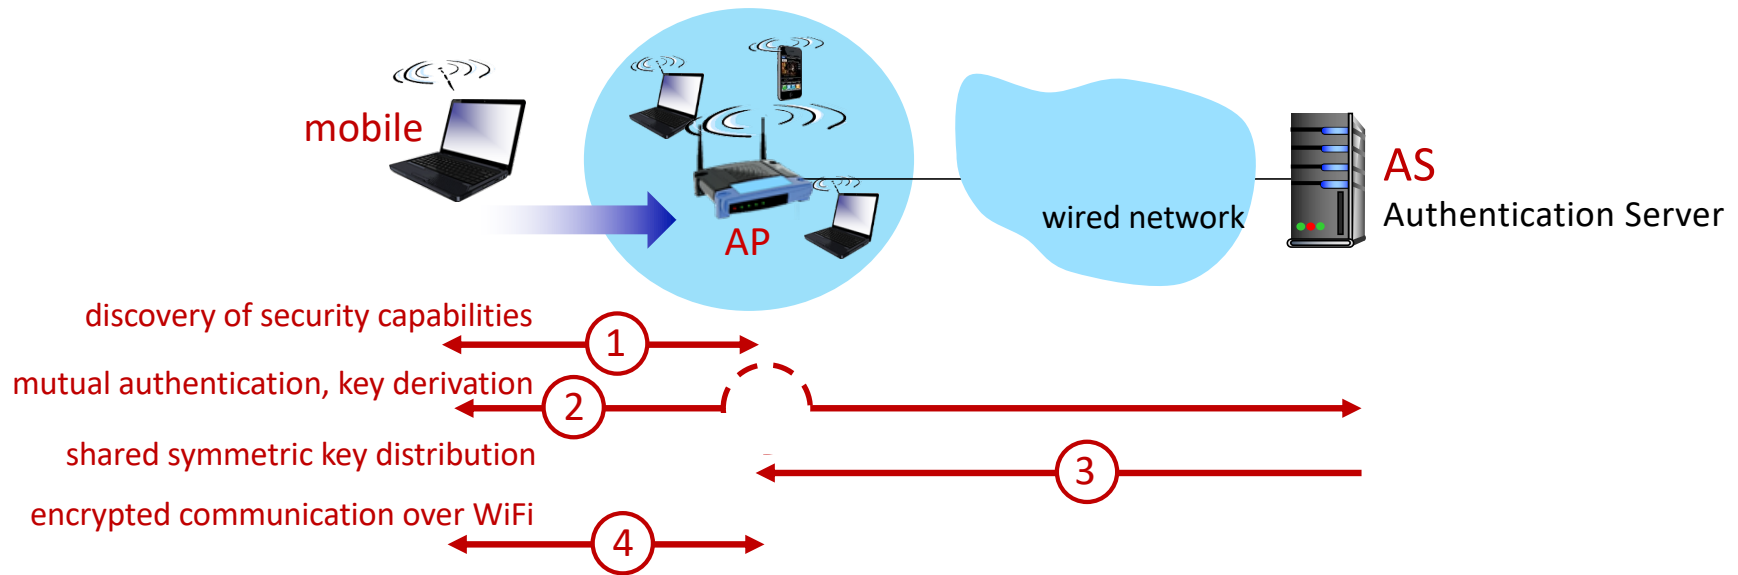 mobile
AP
wired network
AS
Authentication Server
discovery of security capabilities
1
mutual authentication, key derivation
2
shared symmetric key distribution
3
encrypted communication over WiFi
4